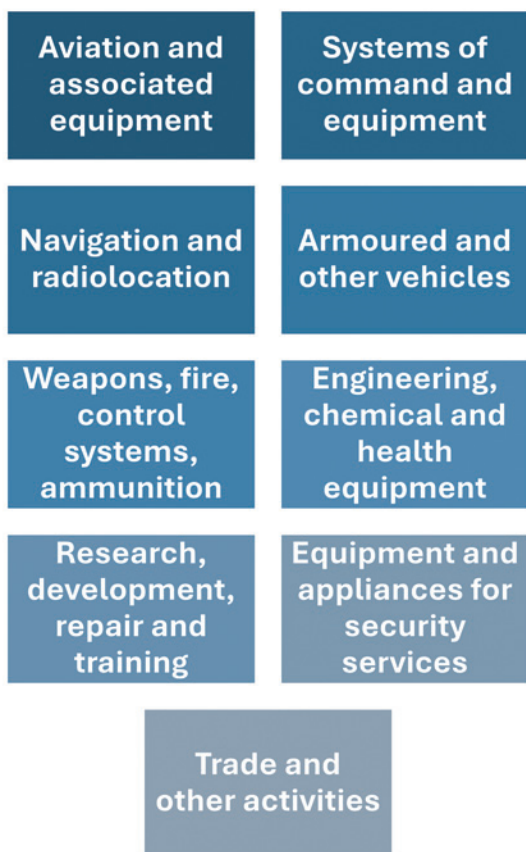 Aviation and
associated
equipment
Systems of
command and
equipment
Navigation and
radiolocation
Armoured and
other vehicles
Weapons, fire,
control
systems,
ammunition
Engineering,
chemical and
health
equipment
Research,
development,
repair and
training
Equipment and
appliances for
security
services
Trade and
other activities